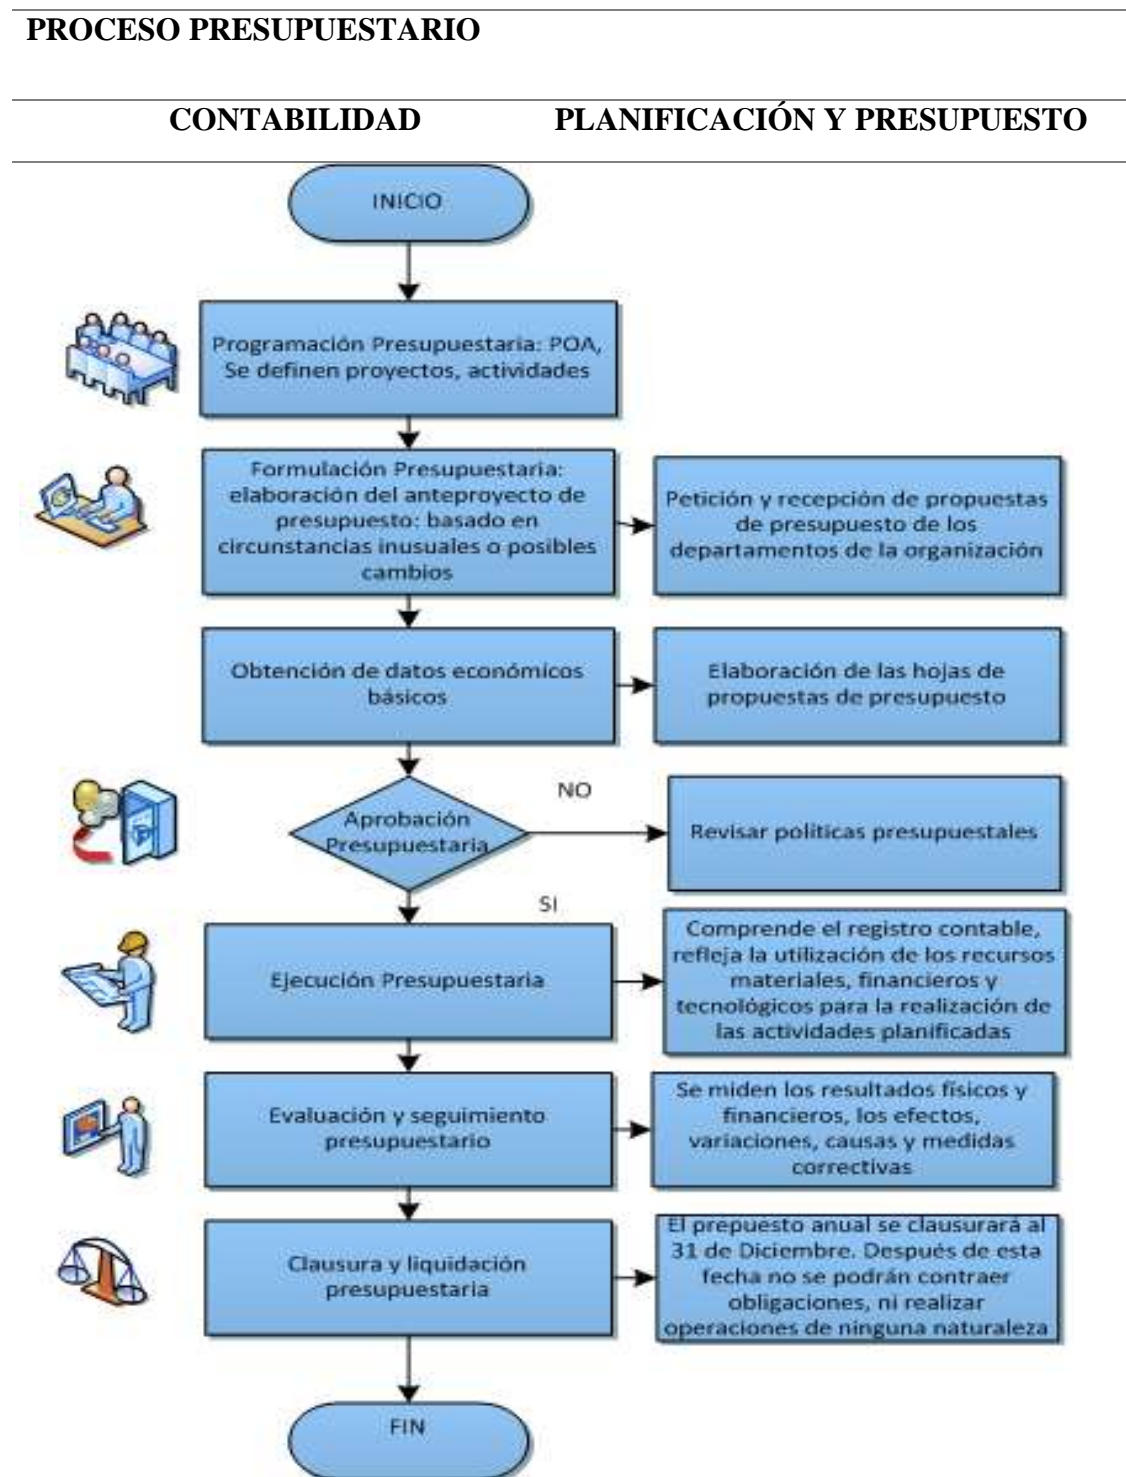 PROCESO PRESUPUESTARIO
CONTABILIDAD PLANIFICACIÓN Y PRESUPUESTO
INICIO
Programación Presupuestaria: POA,
Se definen proyectos, actividades
Formulación Presupuestaria:
elaboración del anteproyecto de
presupuesto: basado en
circunstancias inusuales o posibles
cambios
Petición y recepción de propuestas
de presupuesto de los
departamentos de la organización
Obtención de datos económicos
básicos
Elaboración de las hojas de
propuestas de presupuesto
Aprobación
Presupuestaria
NO
Revisar políticas presupuestales
SI
Ejecución Presupuestaria
Comprende el registro contable,
refleja la utilización de los recursos
materiales, financieros y
tecnológicos para la realización de
las actividades planificadas
Evaluación y seguimiento
presupuestario
Se miden los resultados físicos y
financieros, los efectos,
variaciones, causas y medidas
correctivas
Clausura y liquidación
presupuestaria
El prepuesto anual se clausurará al
31 de Diciembre. Después de esta
fecha no se podrán contraer
obligaciones, ni realizar
operaciones de ninguna naturaleza
FIN